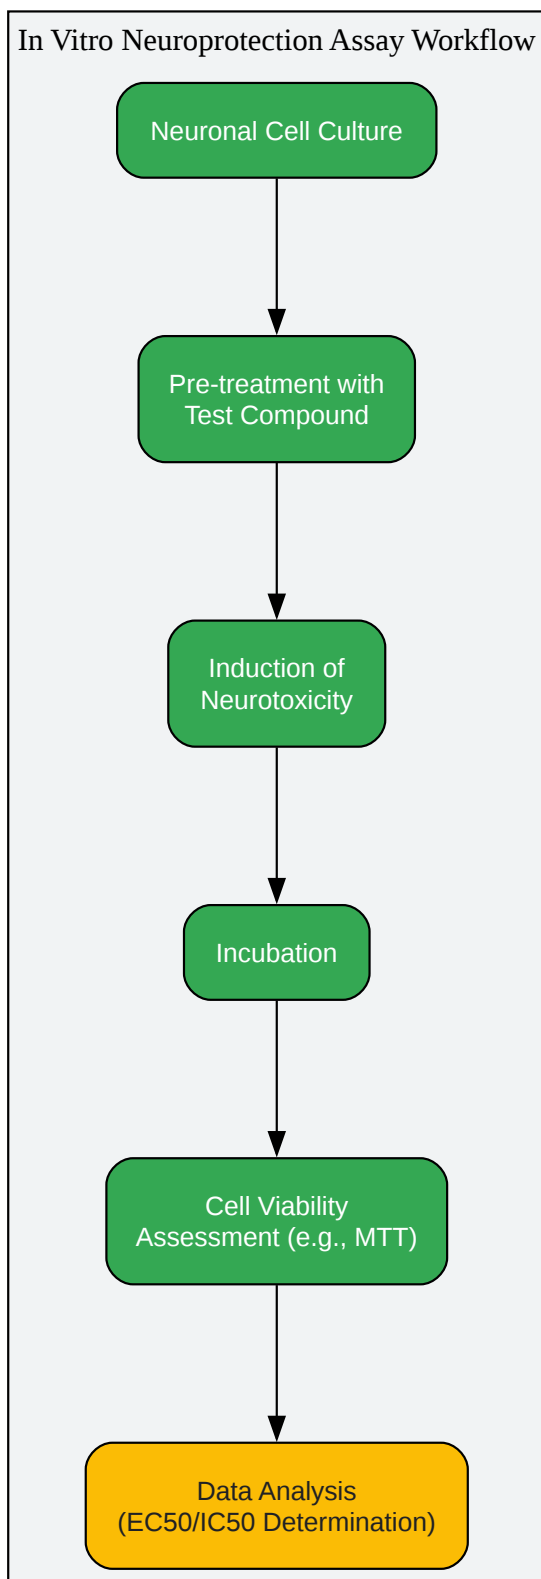 In Vitro Neuroprotection Assay Workflow
Neuronal Cell Culture
Pre-treatment with
Test Compound
Induction of
Neurotoxicity
Incubation
Cell Viability
Assessment (e.g., MTT)
Data Analysis
(EC50/IC50 Determination)